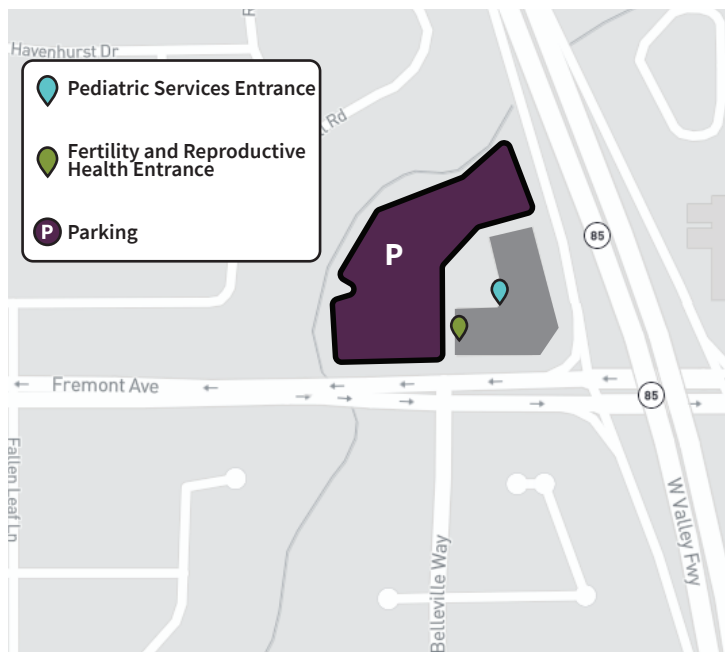 Havenhurst Dr
Pediatric Services Entrance
Fertility and Reproductive
Health Entrance
P Parking
P
85
Fremont Ave
85
Fallen Leaf Ln
W Valley Fwy
Belleville Way
Rd